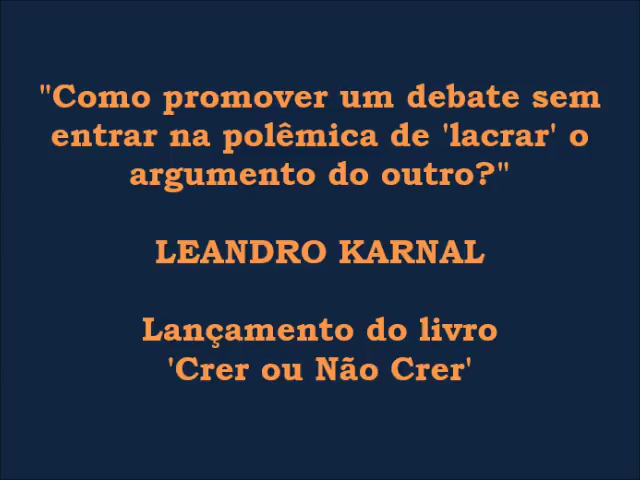 "Como promover um debate sem
entrar na polêmica de 'lacrar' o
argumento do outro?"
LEANDRO KARNAL
Lançamento do livro
'Crer ou Não Crer'